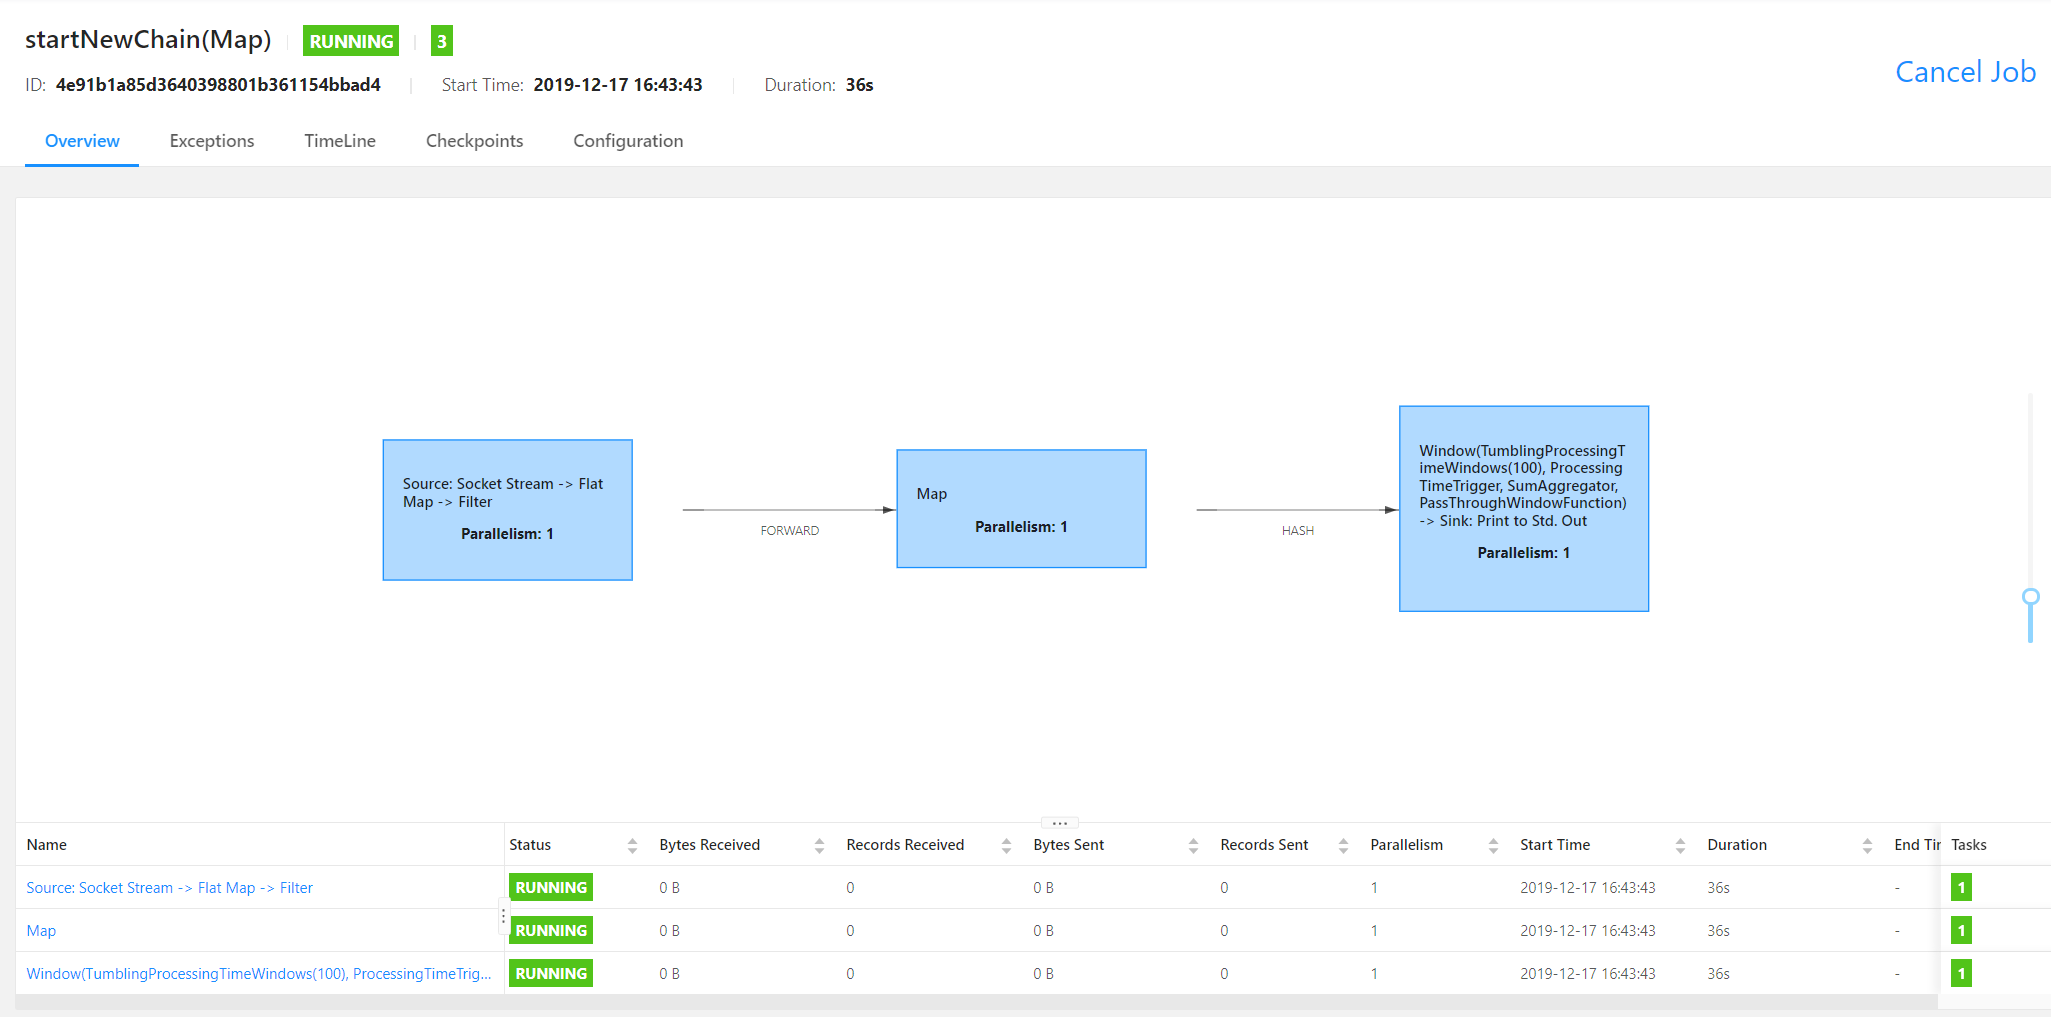 startNewChain(Map) RUNNING 3
ID: 4e91b1a85d3640398801b361154bbad4 Start Time: 2019-12-17 16:43:43 Duration: 36s
Cancel Job
Overview Exceptions TimeLine Checkpoints Configuration
Source: Socket Stream -> Flat
Map -> Filter
Parallelism: 1
FORWARD
Map
Parallelism: 1
HASH
Window(TumblingProcessingT
imeWindows(100), Processing
TimeTrigger, SumAggregator,
PassThroughWindowFunction)
-> Sink: Print to Std. Out
Parallelism: 1
Name Status Bytes Received Records Received Bytes Sent Records Sent Parallelism Start Time Duration End Tir Tasks
Source: Socket Stream -> Flat Map -> Filter RUNNING 0 B 0 0 B 0 1 2019-12-17 16:43:43 36s - 1
Map RUNNING 0 B 0 0 B 0 1 2019-12-17 16:43:43 36s - 1
Window(TumblingProcessingTimeWindows(100), ProcessingTimeTrig... RUNNING 0 B 0 0 B 0 1 2019-12-17 16:43:43 36s - 1